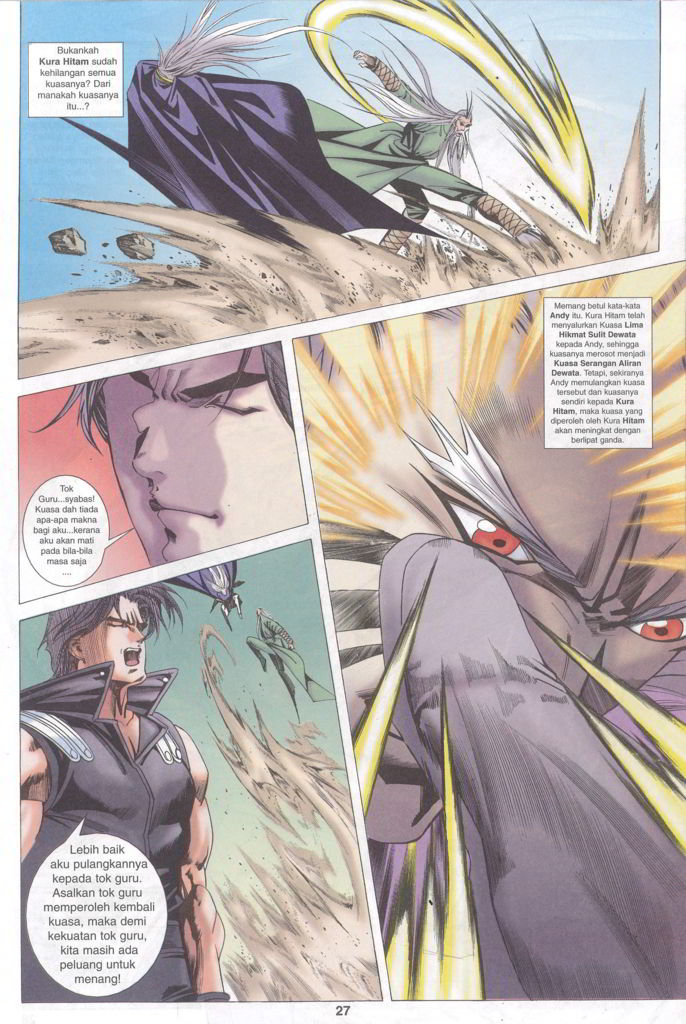 Bukankah
Kura Hitam sudah
kehilangan semua
kuasanya? Dari
manakah kuasanya
itu...?
Memang betul kata-kata
Andy itu. Kura Hitam telah
menyalurkan Kuasa Lima
Hikmat Sulit Dewata
kepada Andy, sehingga
kuasanya merosot menjadi
Kuasa Serangan Aliran
Dewata. Tetapi, sekiranya
Andy memulangkan kuasa
tersebut dan kuasanya
sendiri kepada Kura
Hitam, maka kuasa yang
diperoleh oleh Kura Hitam
akan meningkat dengan
berlipat ganda.
Tok
Guru...syabas!
Kuasa dah tiada
apa-apa makna
bagi aku...kerana
aku akan mati
pada bila-bila
masa saja
....
Lebih baik
aku pulangkannya
kepada tok guru.
Asalkan tok guru
memperoleh kembali
kuasa, maka demi
kekuatan tok guru,
kita masih ada
peluang untuk
menang!
27